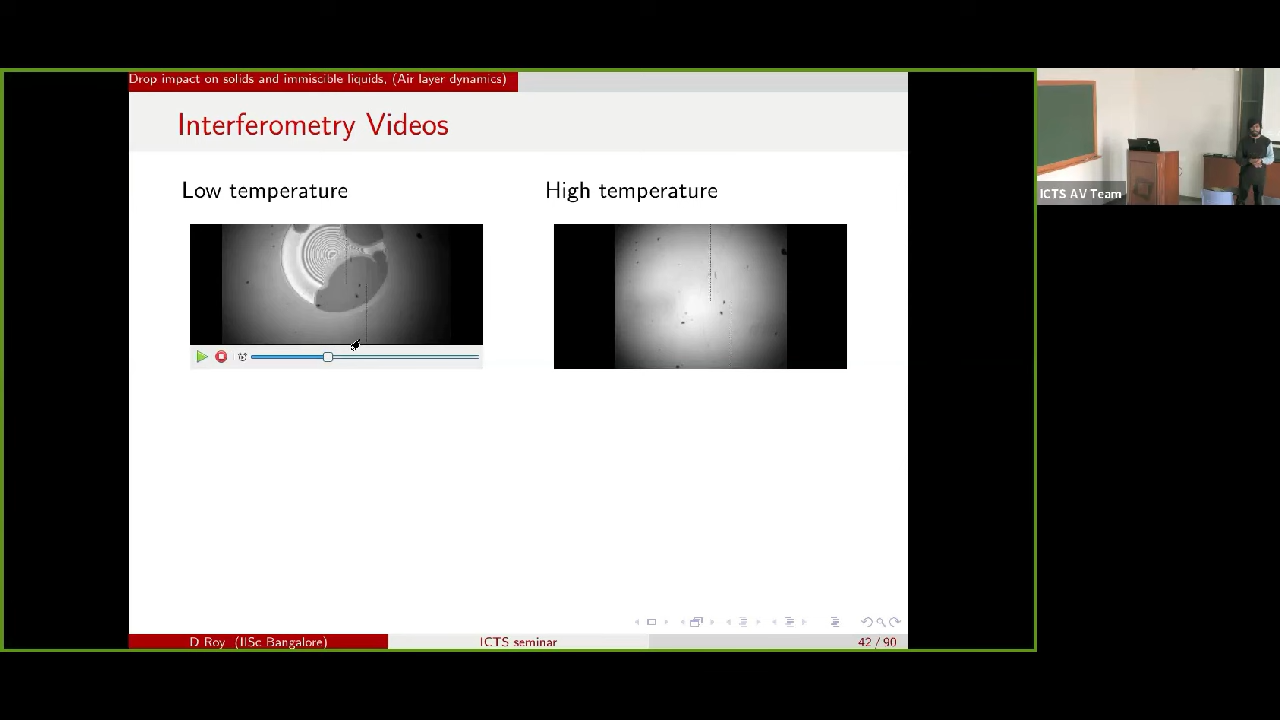 Drop impact on solids and immiscible liquids, (Air layer dynamics)
Interferometry Videos
Low temperature
High temperature
ICTS AV Team
D Roy (IISc Bangalore)
ICTS seminar
42 / 90